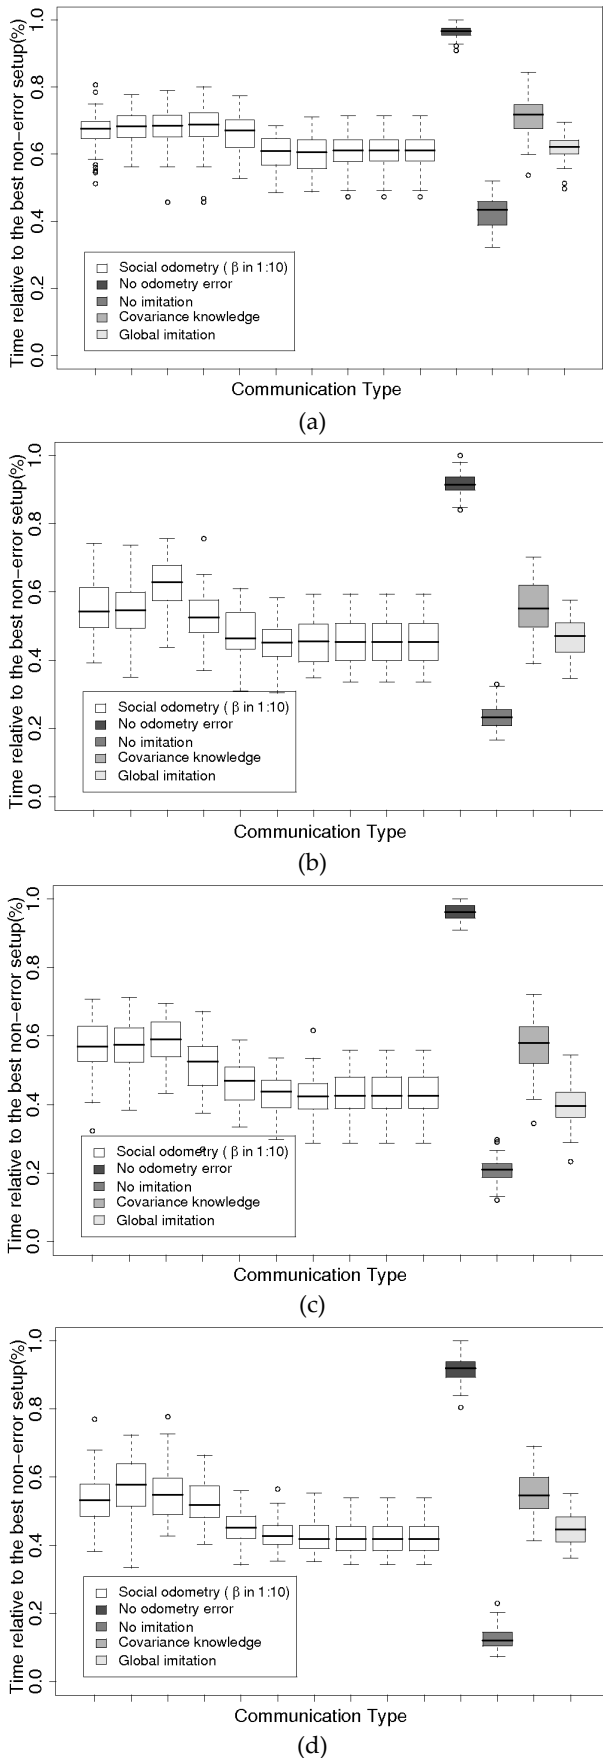 Time relative to the best non-error setup(%)
1.0
0.8
0.6
0.4
0.2
0.0
Social odometry ( β in 1:10)
No odometry error
No imitation
Covariance knowledge
Global imitation
Communication Type
(a)
Time relative to the best non-error setup(%)
1.0
0.8
0.6
0.4
0.2
0.0
Social odometry ( β in 1:10)
No odometry error
No imitation
Covariance knowledge
Global imitation
Communication Type
(b)
Time relative to the best non-error setup(%)
1.0
0.8
0.6
0.4
0.2
0.0
Social odometry ( β in 1:10)
No odometry error
No imitation
Covariance knowledge
Global imitation
Communication Type
(c)
Time relative to the best non-error setup(%)
1.0
0.8
0.6
0.4
0.2
0.0
Social odometry ( β in 1:10)
No odometry error
No imitation
Covariance knowledge
Global imitation
Communication Type
(d)